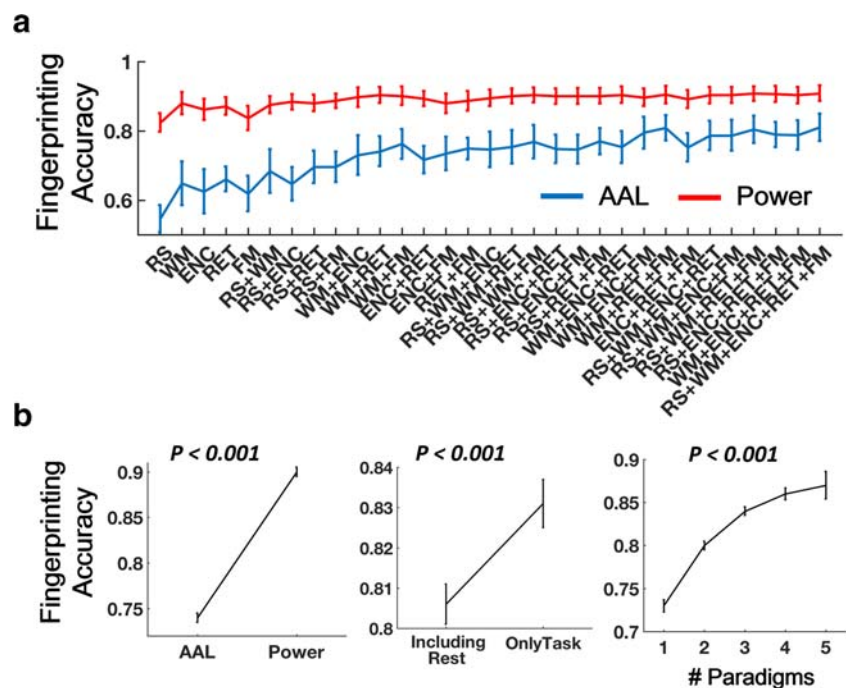 a
Fingerprinting
Accuracy
1
0.8
0.6
AAL
Power
RS
WM
ENC
RET
FM
RS+WM
RS+ENC
RS+RET
RS+FM
WM+ENC
WM+RET
WM+FM
ENC+RET
ENC+FM
RET+FM
RS+WM+ENC
RS+WM+RET
RS+WM+FM
RS+ENC+RET
RS+ENC+FM
RS+RET+FM
WM+ENC+RET
WM+ENC+FM
WM+RET+FM
ENC+RET+FM
RS+WM+ENC+RET
RS+WM+ENC+FM
RS+WM+RET+FM
RS+ENC+RET+FM
WM+ENC+RET+FM
RS+WM+ENC+RET+FM
b
Fingerprinting
Accuracy
P < 0.001
0.9
0.85
0.8
0.75
AAL
Power
P < 0.001
0.84
0.83
0.82
0.81
0.8
Including
Rest
OnlyTask
P < 0.001
0.9
0.85
0.8
0.75
0.7
1 2 3 4 5
# Paradigms